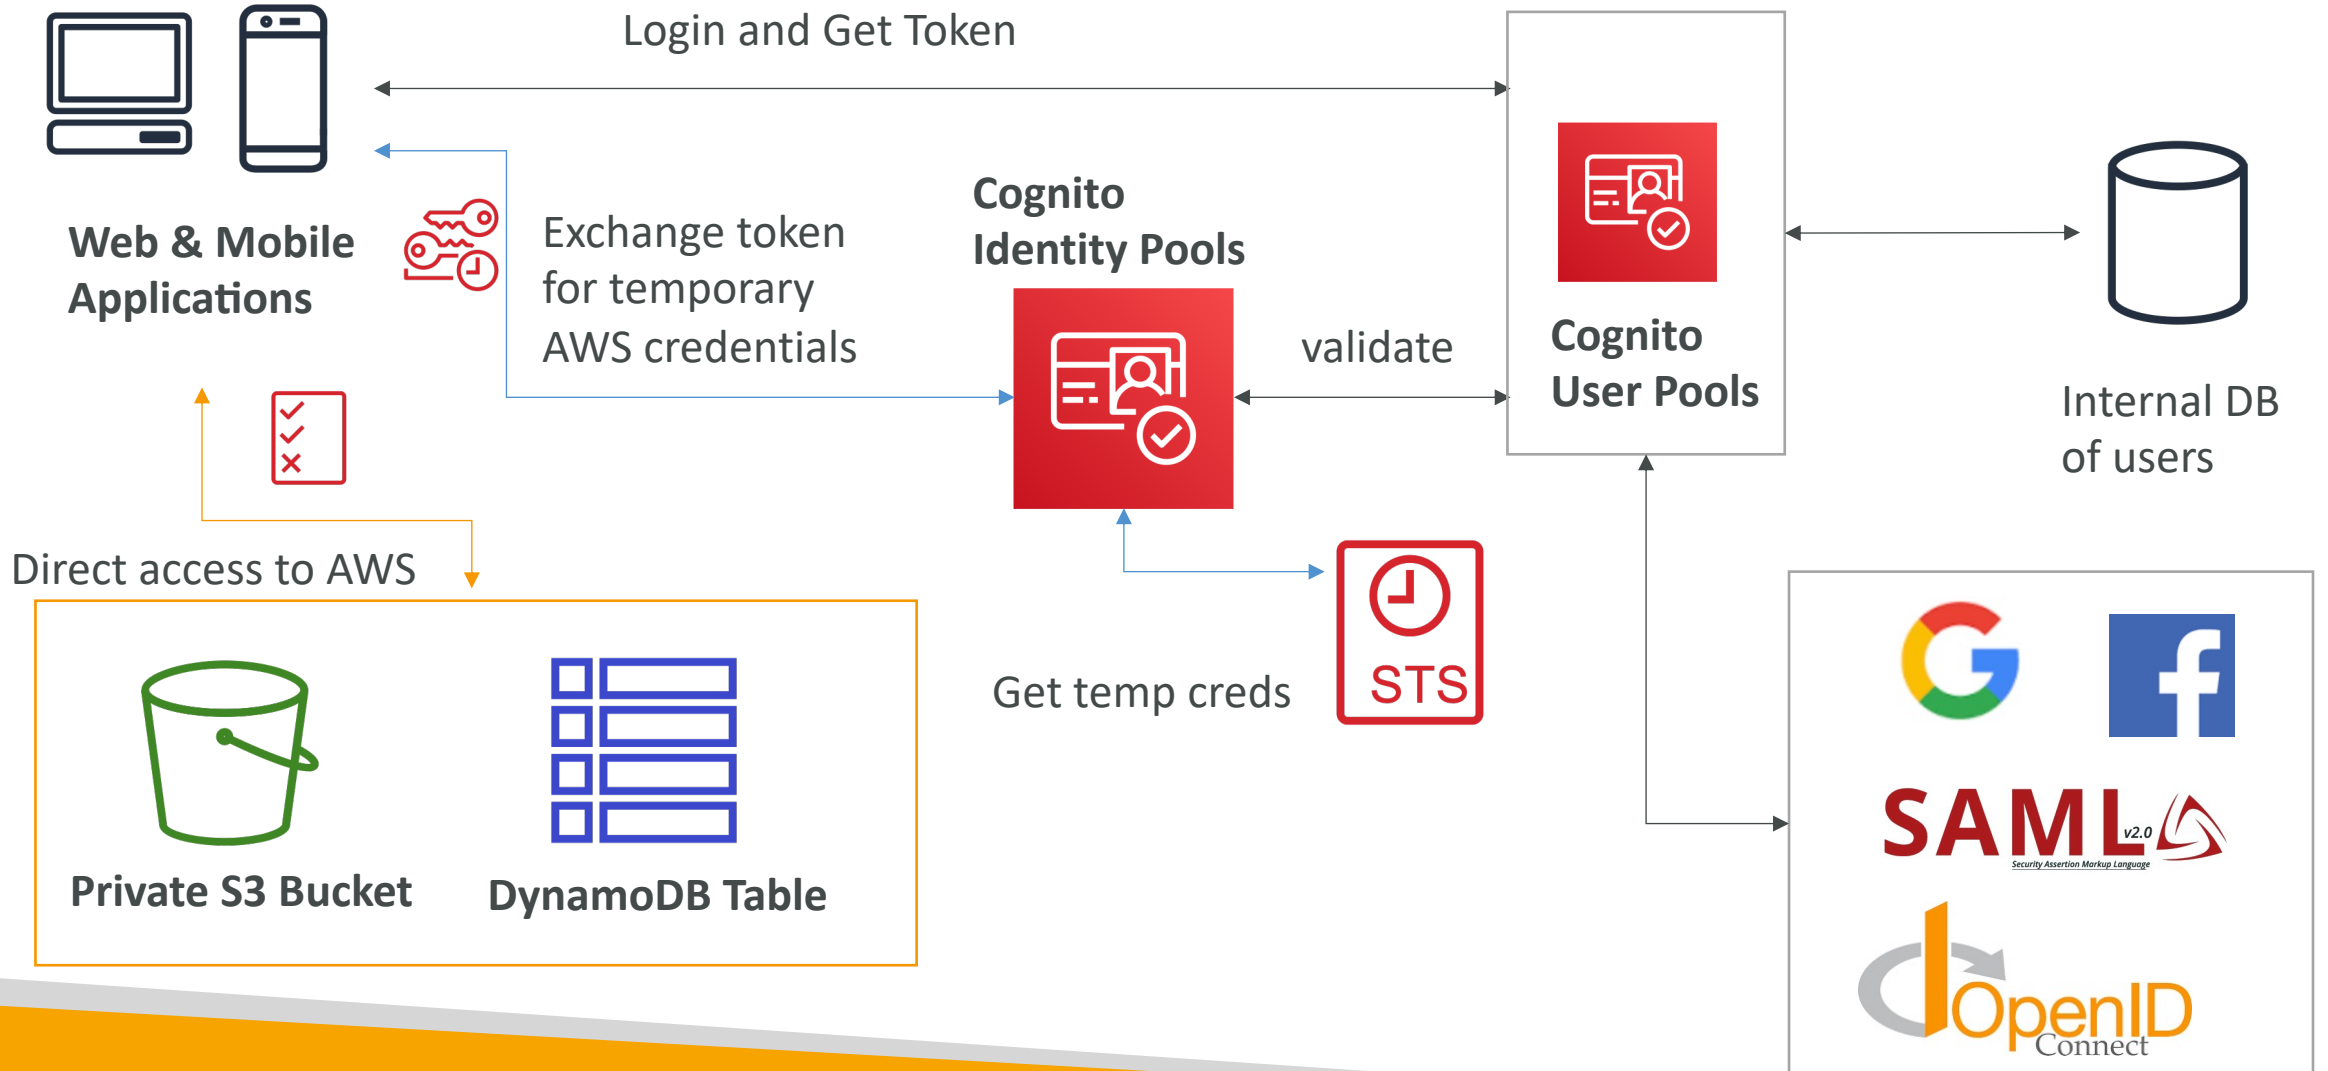 Login and Get Token
Web & Mobile
Applications
Exchange token
for temporary
AWS credentials
Cognito
Identity Pools
validate
Cognito
User Pools
Internal DB
of users
Direct access to AWS
Get temp creds
STS
Private S3 Bucket
DynamoDB Table
SAML
v2.0
Security Assertion Markup Language
OpenID
Connect